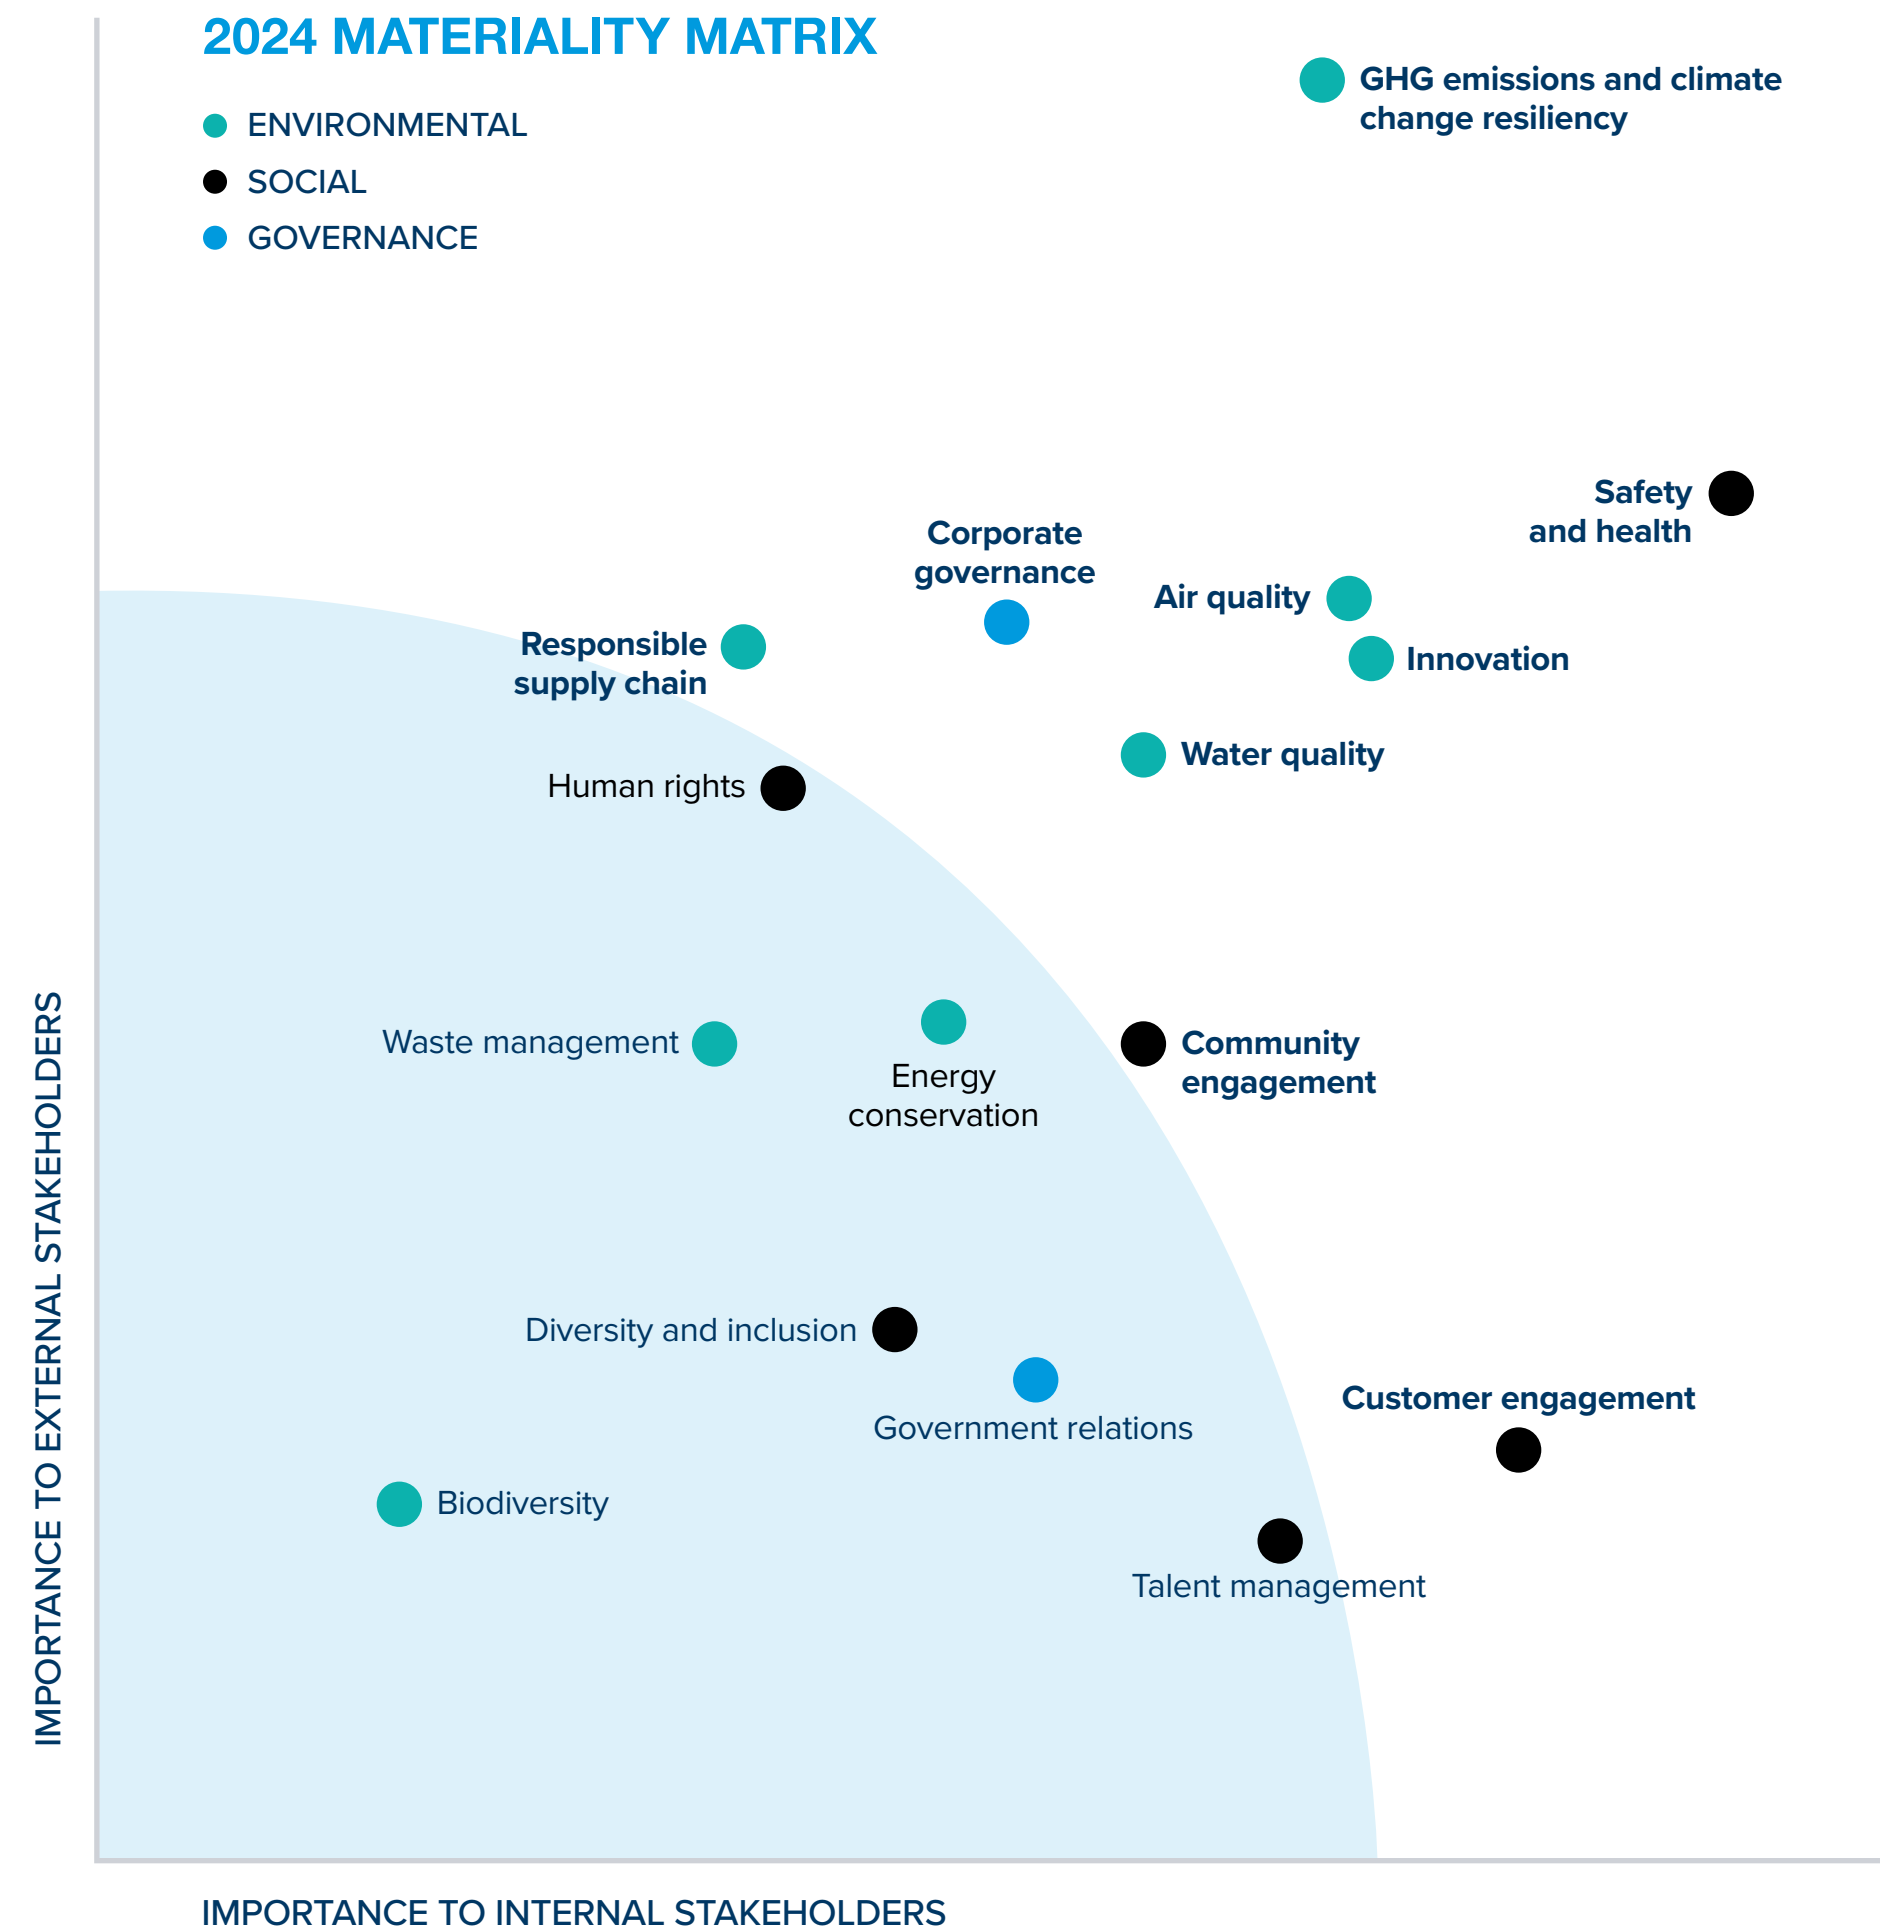 2024 MATERIALITY MATRIX
ENVIRONMENTAL
SOCIAL
GOVERNANCE
GHG emissions and climate
change resiliency
Safety
and health
Corporate
governance
Air quality
Responsible
supply chain
Innovation
Water quality
Human rights
Waste management
Energy
conservation
Community
engagement
Diversity and inclusion
Government relations
Customer engagement
Biodiversity
Talent management
IMPORTANCE TO EXTERNAL STAKEHOLDERS
IMPORTANCE TO INTERNAL STAKEHOLDERS